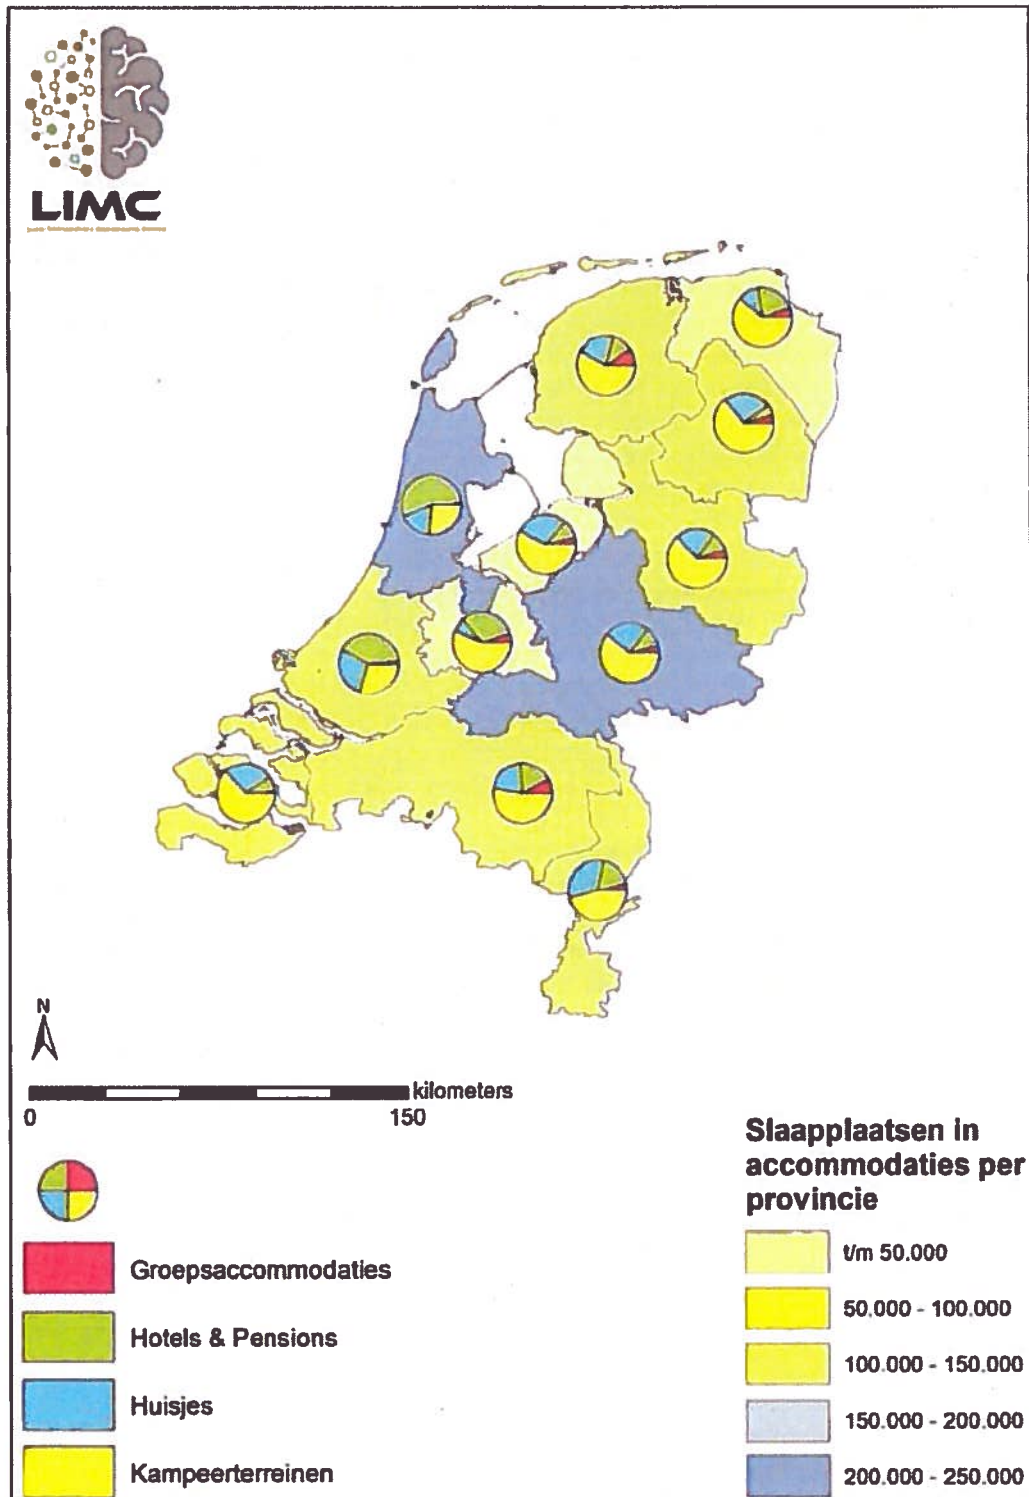 LIMC
N
kilometers
0
150
Groepsaccommodaties
Hotels & Pensions
Huisjes
Kampeerterreinen
Slaapplaatsen in
accommodaties per
provincie
t/m 50.000
50.000 - 100.000
100.000 - 150.000
150.000 - 200.000
200.000 - 250.000